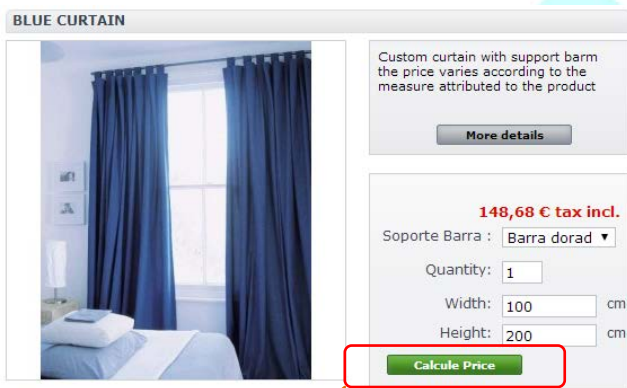 BLUE CURTAIN
Custom curtain with support barm
the price varies according to the
measure attributed to the product
More details
148,68 € tax incl.
Soporte Barra : Barra dorad
Quantity: 1
Width: 100 cm
Height: 200 cm
Calcule Price